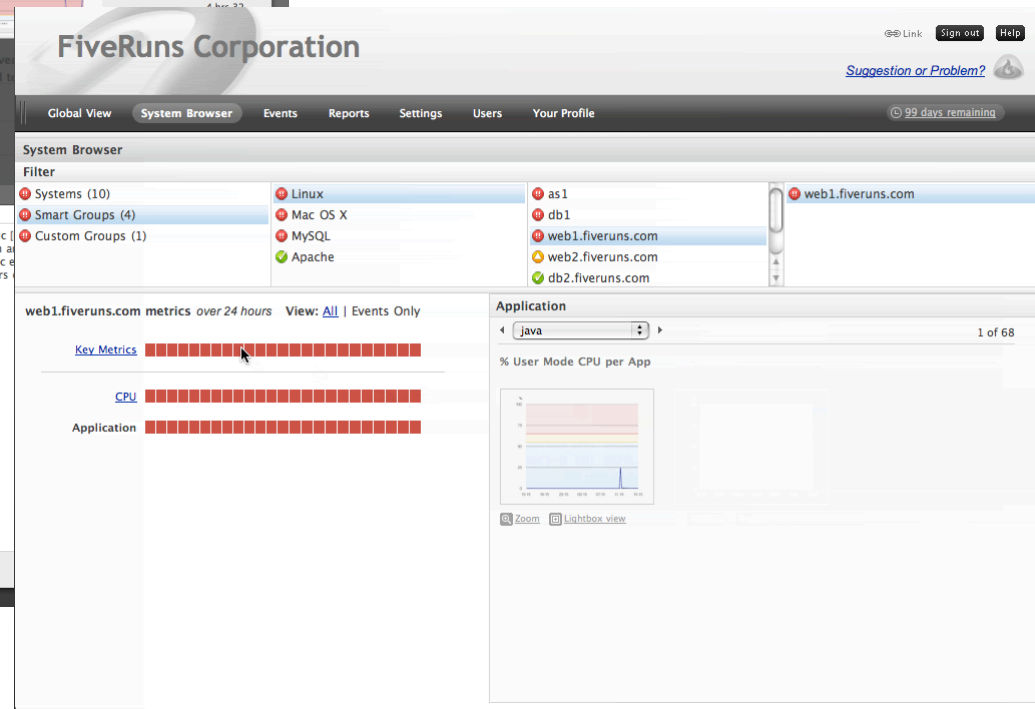 4 hrs 32
FiveRuns Corporation
Link
Sign out
Help
Suggestion or Problem?
Global View
System Browser
Events
Reports
Settings
Users
Your Profile
99 days remaining
System Browser
Filter
Systems (10)
Smart Groups (4)
Custom Groups (1)
Linux
Mac OS X
MySQL
Apache
as1
db1
web1.fiveruns.com
web2.fiveruns.com
db2.fiveruns.com
web1.fiveruns.com
web1.fiveruns.com metrics over 24 hours View: All | Events Only
Key Metrics
CPU
Application
Application
java
1 of 68
% User Mode CPU per App
Zoom
Lightbox view